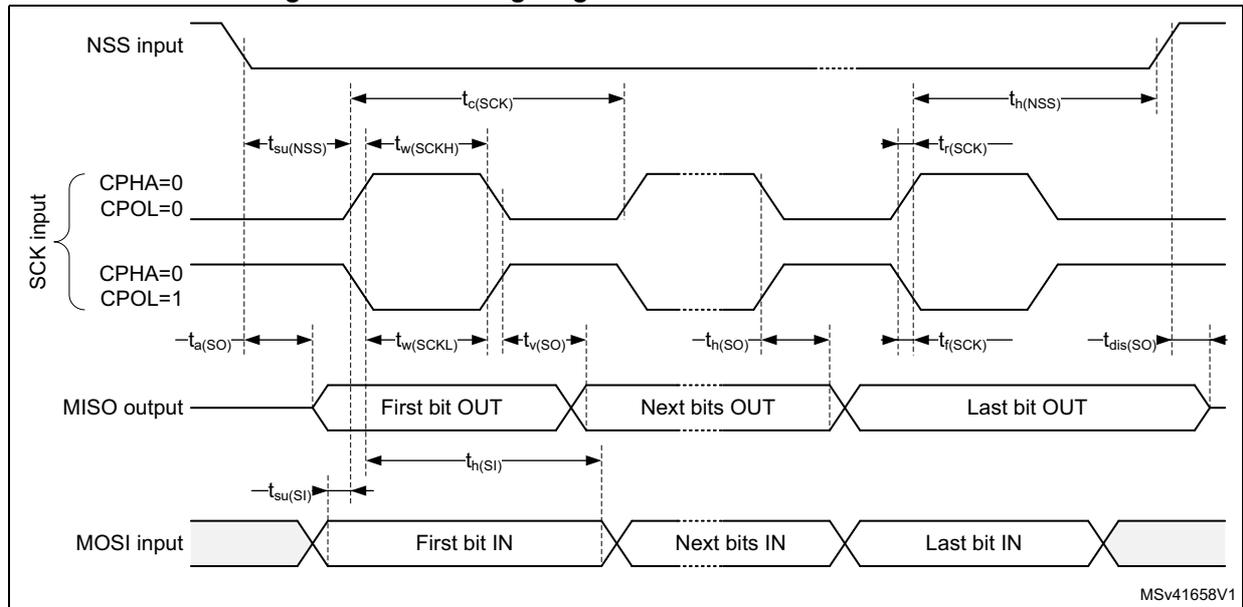 NSS input
tc(SCK)
th(NSS)
tsu(NSS)
tw(SCKH)
tr(SCK)
SCK input
CPHA=0
CPOL=0
CPHA=0
CPOL=1
ta(SO)
tw(SCKL)
tv(SO)
th(SO)
tf(SCK)
tdis(SO)
MISO output
First bit OUT
Next bits OUT
Last bit OUT
th(SI)
tsu(SI)
MOSI input
First bit IN
Next bits IN
Last bit IN
MSv41658V1